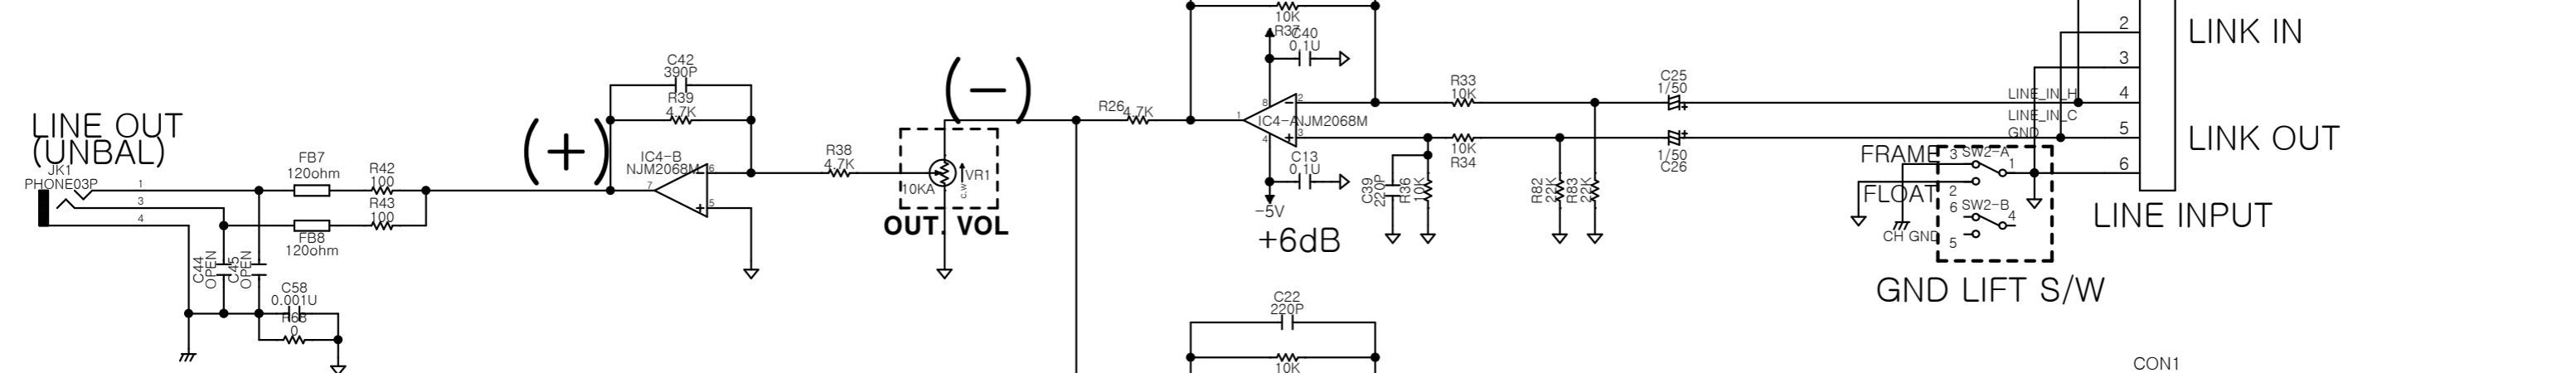 LINE OUT
(UNBAL)
JK1
PHONE03P
1
3
4
FB7
120ohm
R42
100
R43
100
FB8
120ohm
C44
OPEN
C45
OPEN
C58
0.001U
R68
0
(+)
C42
390P
R39
4.7K
IC4-B
NJM2068M
6
7
5
R38
4.7K
(−)
10KA
VR1
C.W
OUT. VOL
R26
4.7K
10K
R37
C40
0.1U
8
2
1
IC4-A
NJM2068M
3
4
C13
0.1U
-5V
+6dB
R33
10K
10K
R34
C39
220P
R36
10K
R82
22K
R83
22K
C25
1/50
1/50
C26
C22
220P
10K
LINE_IN_H
LINE_IN_C
GND
2
3
4
5
6
LINK IN
LINK OUT
LINE INPUT
FRAME
FLOAT
3
SW2-A
1
2
6
SW2-B
4
5
CH GND
GND LIFT S/W
CON1